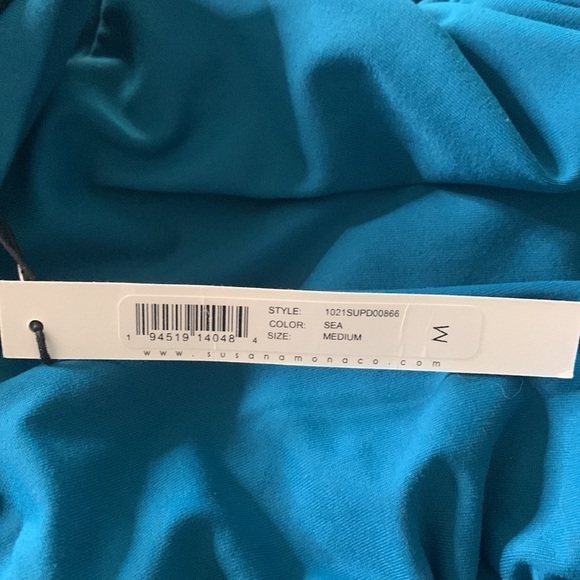 STYLE: 1021SUPD00866
COLOR: SEA
SIZE: MEDIUM
M
1 94519 14048 4
www.susanamonaco.com